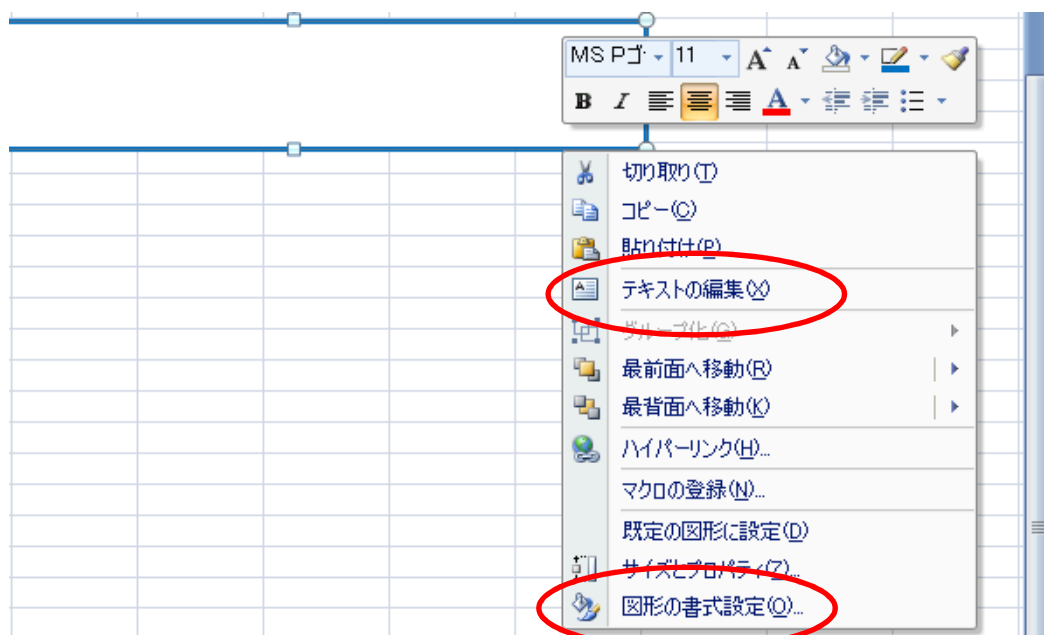 MS Pゴ 11 A A
B I A
切り取り(T)
コピー(C)
貼り付け(P)
テキストの編集(X)
グループ化(G)
最前面へ移動(R)
最背面へ移動(K)
ハイパーリンク(H)...
マクロの登録(N)...
既定の図形に設定(D)
サイズとプロパティ(Z)...
図形の書式設定(O)...